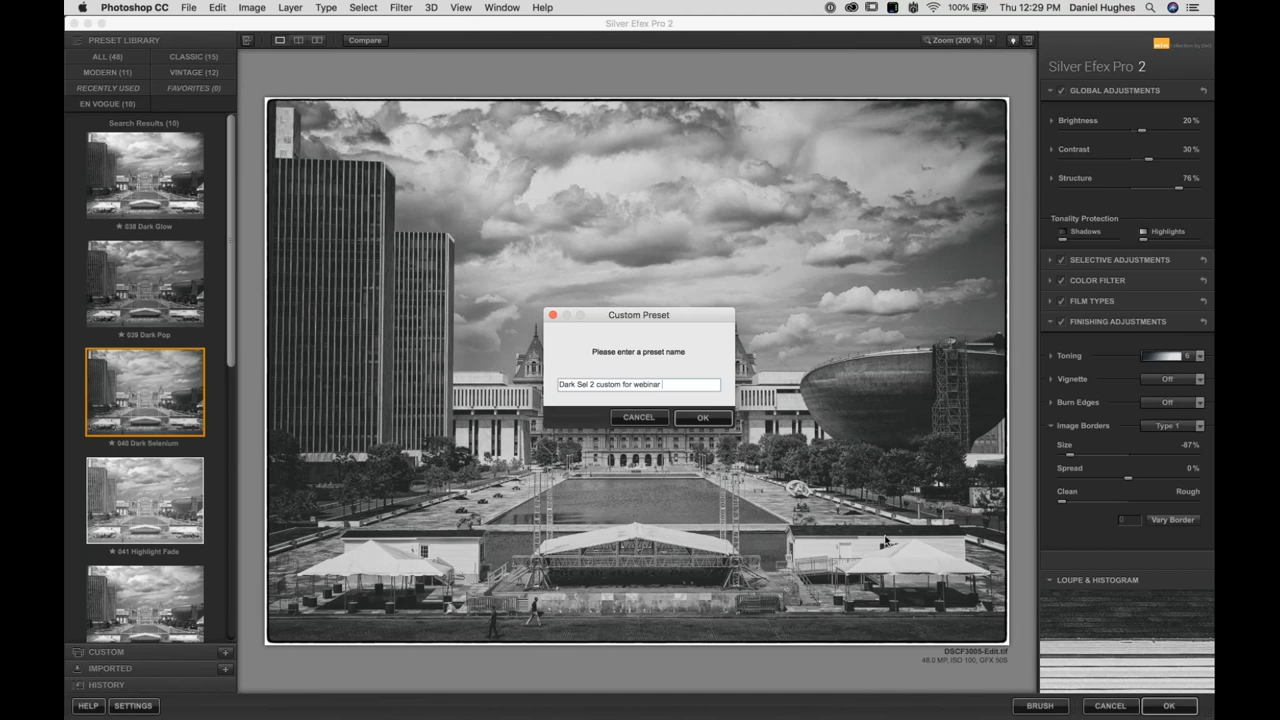 Photoshop CC File Edit Image Layer Type Select Filter 3D View Window Help 100% Thu 12:29 PM Daniel Hughes
Silver Efex Pro 2
PRESET LIBRARY
ALL (48) CLASSIC (15)
MODERN (11) VINTAGE (12)
RECENTLY USED FAVORITES (0)
EN VOGUE (10)
Search Results (10)
★ 038 Dark Glow
★ 039 Dark Pop
★ 040 Dark Selenium
★ 041 Highlight Fade
CUSTOM
IMPORTED
HISTORY
HELP SETTINGS
Compare
Zoom (200 %)
Custom Preset
Please enter a preset name
Dark Sel 2 custom for webinar
CANCEL OK
DSCF3005-Edit.tif
48.0 MP, ISO 100, GFX 50S
Collection by DxO
Silver Efex Pro 2
GLOBAL ADJUSTMENTS
Brightness 20 %
Contrast 30 %
Structure 76 %
Tonality Protection
Shadows Highlights
SELECTIVE ADJUSTMENTS
COLOR FILTER
FILM TYPES
FINISHING ADJUSTMENTS
Toning 6
Vignette Off
Burn Edges Off
Image Borders Type 1
Size -87%
Spread 0 %
Clean Rough
0 Vary Border
LOUPE & HISTOGRAM
BRUSH CANCEL OK